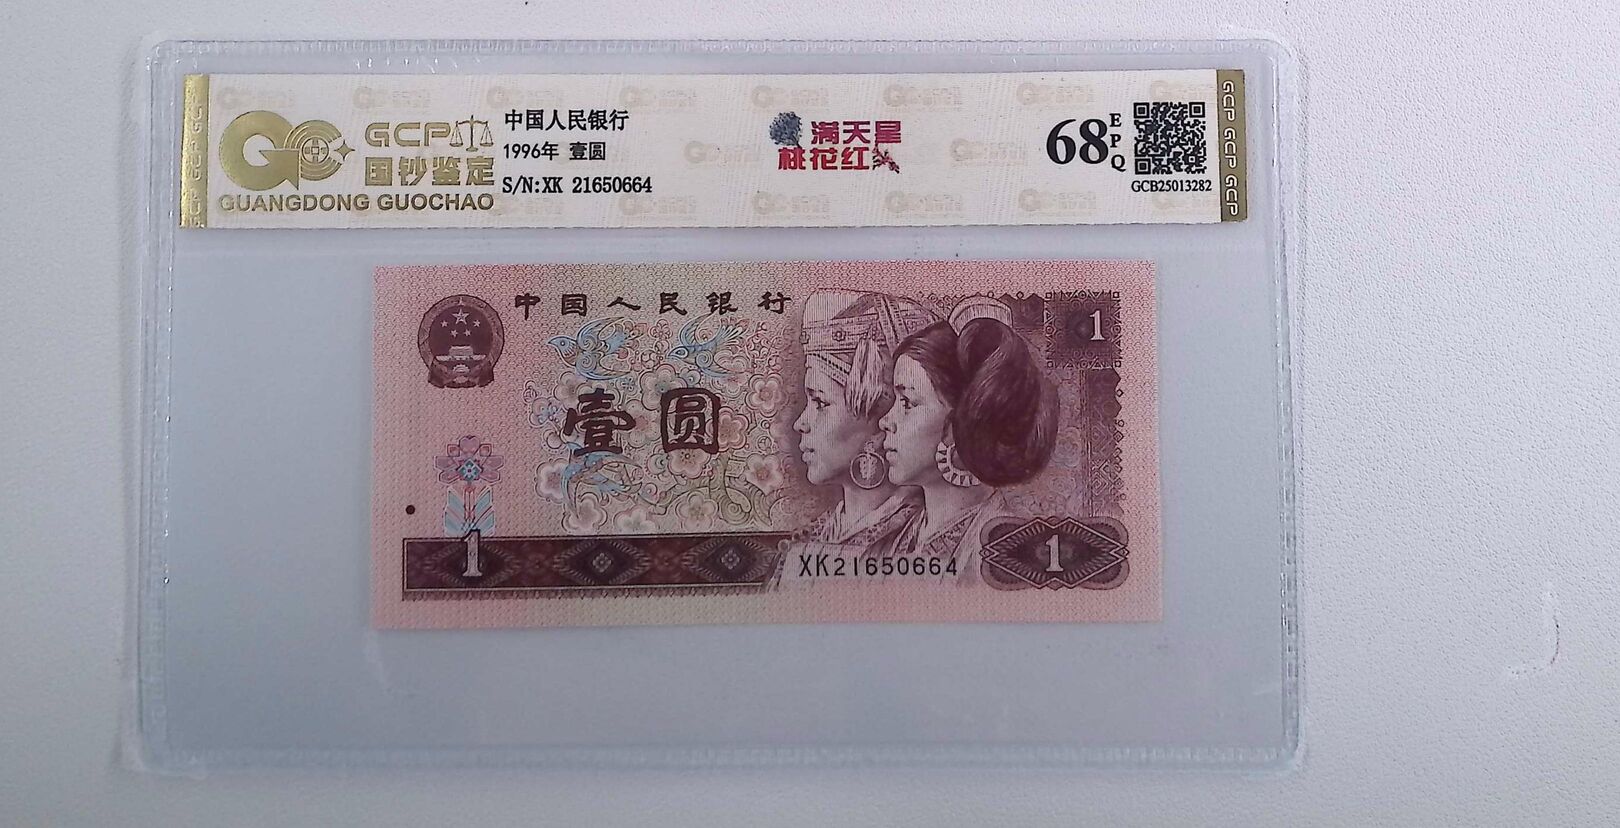 GCP
国钞鉴定
GUANGDONG GUOCHAO
中国人民银行
1996年 壹圆
S/N:XK 21650664
满天星
桃花红
68
EPQ
GCB25013282
GCP GCP GCP
中国人民银行
1
壹圆
1
XK21650664
1